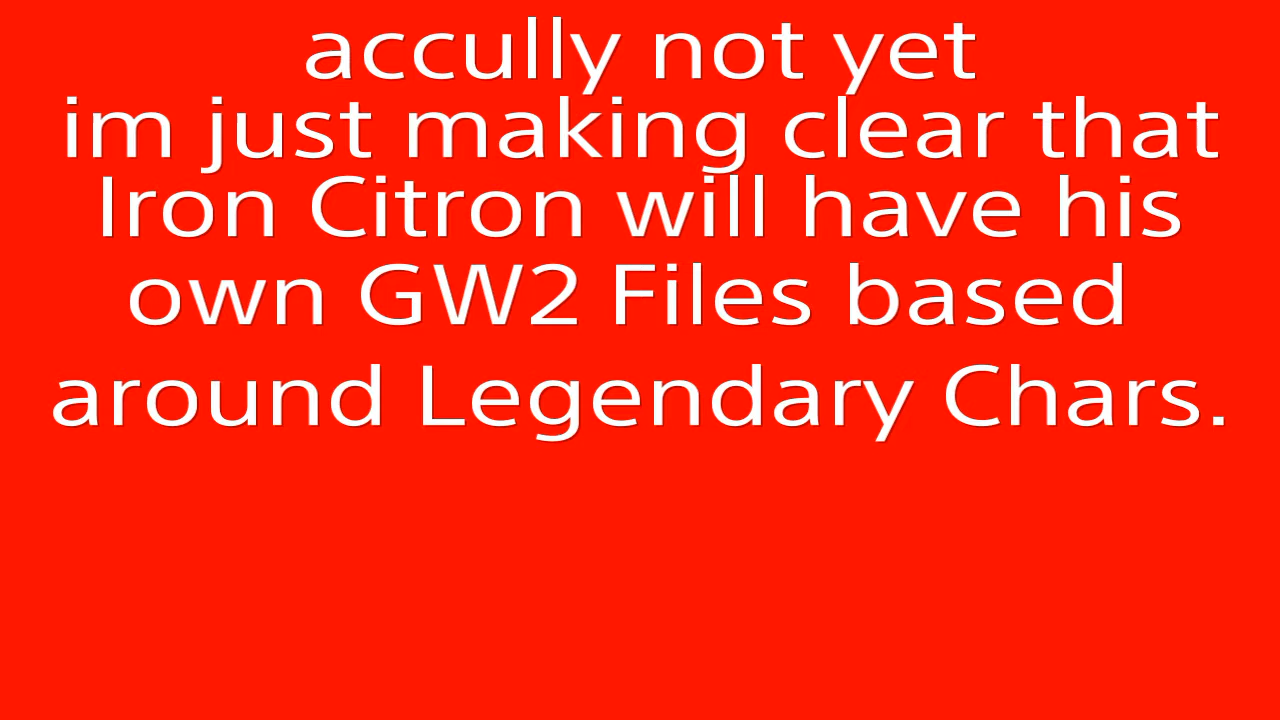 accully not yet
im just making clear that
Iron Citron will have his
own GW2 Files based
around Legendary Chars.